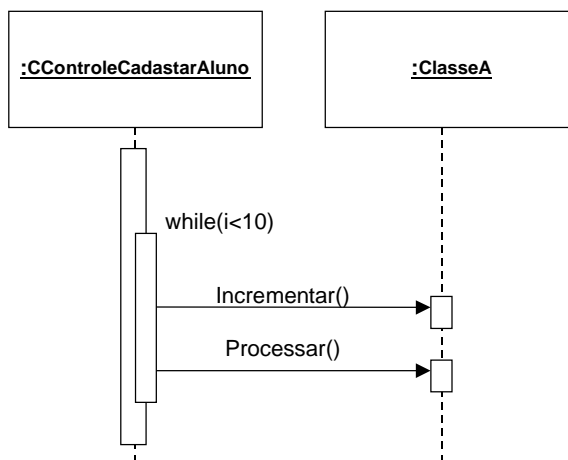 :CControleCadastarAluno
:ClasseA
while(i<10)
Incrementar()
Processar()